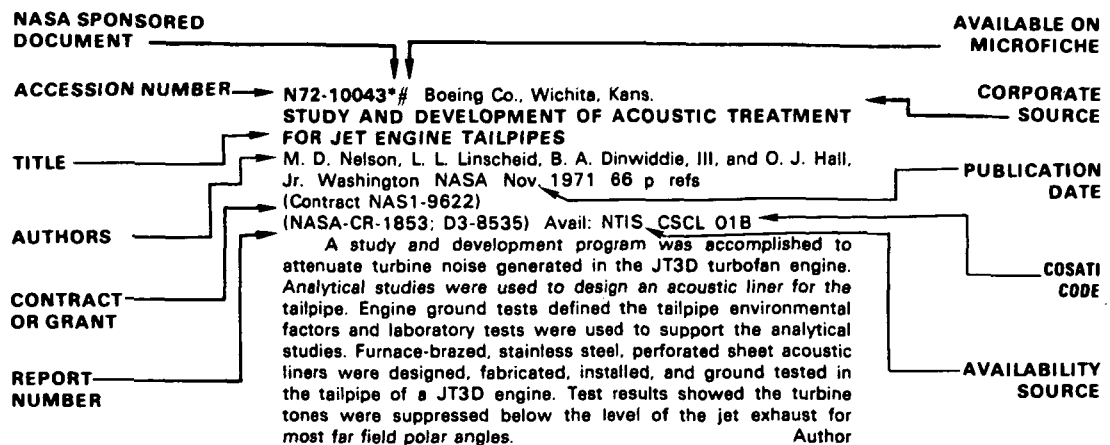 NASA SPONSORED
DOCUMENT
ACCESSION NUMBER
TITLE
AUTHORS
CONTRACT
OR GRANT
REPORT
NUMBER
N72-10043*# Boeing Co., Wichita, Kans.
STUDY AND DEVELOPMENT OF ACOUSTIC TREATMENT
FOR JET ENGINE TAILPIPES
M. D. Nelson, L. L. Linscheid, B. A. Dinwiddie, III, and O. J. Hall,
Jr. Washington NASA Nov. 1971 66 p refs
(Contract NAS1-9622)
(NASA-CR-1853; D3-8535) Avail: NTIS CSCL 01B
A study and development program was accomplished to
attenuate turbine noise generated in the JT3D turbofan engine.
Analytical studies were used to design an acoustic liner for the
tailpipe. Engine ground tests defined the tailpipe environmental
factors and laboratory tests were used to support the analytical
studies. Furnace-brazed, stainless steel, perforated sheet acoustic
liners were designed, fabricated, installed, and ground tested in
the tailpipe of a JT3D engine. Test results showed the turbine
tones were suppressed below the level of the jet exhaust for
most far field polar angles. Author
AVAILABLE ON
MICROFICHE
CORPORATE
SOURCE
PUBLICATION
DATE
COSATI
CODE
AVAILABILITY
SOURCE